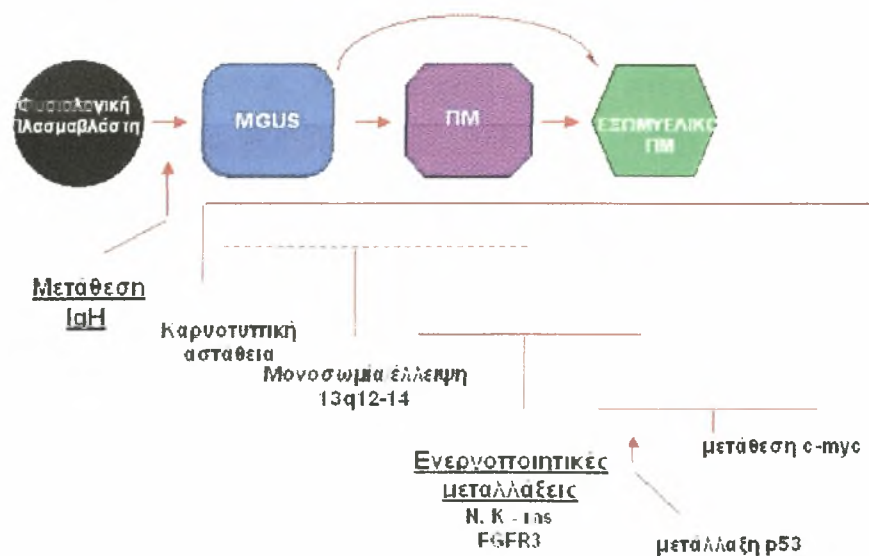 Φυσιολογική
Πλασμαβλάστη
MGUS
ΠΜ
ΕΞΩΜΥΕΛΙΚΟ
ΠΜ
Μετάθεση
IgH
Καρυοτυπική
αστάθεια
Μονοσωμία έλλειψη
13q12-14
Ενεργοποιητικές
μεταλλάξεις
N, K - ras
FGFR3
μετάθεση c-myc
μετάλλαξη p53